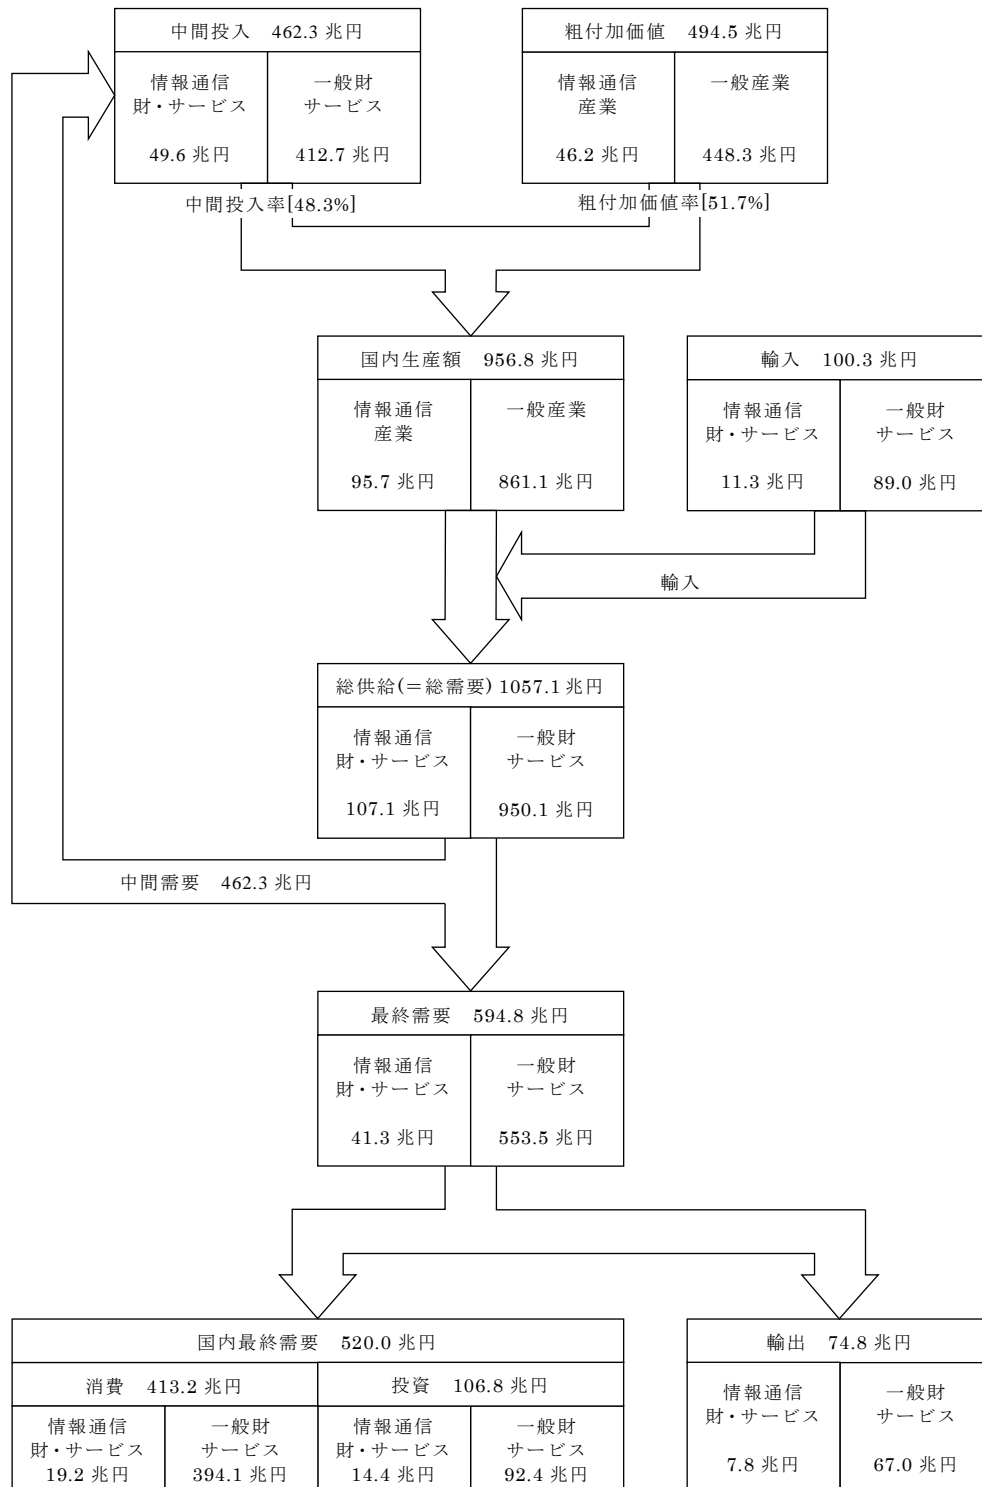 中間投入　462.3 兆円
情報通信
財・サービス
49.6 兆円
一般財
サービス
412.7 兆円
粗付加価値　494.5 兆円
情報通信
産業
46.2 兆円
一般産業
448.3 兆円
中間投入率[48.3%]
粗付加価値率[51.7%]
国内生産額　956.8 兆円
情報通信
産業
95.7 兆円
一般産業
861.1 兆円
輸入　100.3 兆円
情報通信
財・サービス
11.3 兆円
一般財
サービス
89.0 兆円
輸入
総供給(＝総需要) 1057.1 兆円
情報通信
財・サービス
107.1 兆円
一般財
サービス
950.1 兆円
中間需要　462.3 兆円
最終需要　594.8 兆円
情報通信
財・サービス
41.3 兆円
一般財
サービス
553.5 兆円
国内最終需要　520.0 兆円
消費　413.2 兆円
情報通信
財・サービス
19.2 兆円
一般財
サービス
394.1 兆円
投資　106.8 兆円
情報通信
財・サービス
14.4 兆円
一般財
サービス
92.4 兆円
輸出　74.8 兆円
情報通信
財・サービス
7.8 兆円
一般財
サービス
67.0 兆円